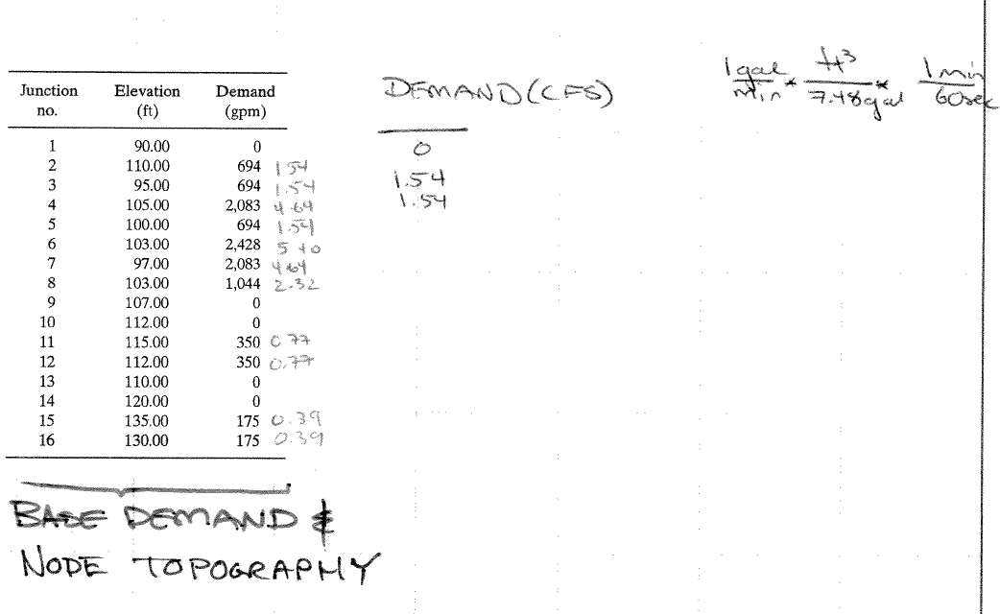 1 gal/min * ft³/7.48 gal * 1 min/60 sec
DEMAND (CFS)
Junction no. Elevation (ft) Demand (gpm)
1 90.00 0 0
2 110.00 694 1.54 1.54
3 95.00 694 1.54 1.54
4 105.00 2,083 4.64
5 100.00 694 1.54
6 103.00 2,428 5.40
7 97.00 2,083 4.64
8 103.00 1,044 2.32
9 107.00 0
10 112.00 0
11 115.00 350 0.77
12 112.00 350 0.77
13 110.00 0
14 120.00 0
15 135.00 175 0.39
16 130.00 175 0.39
BASE DEMAND &
NODE TOPOGRAPHY